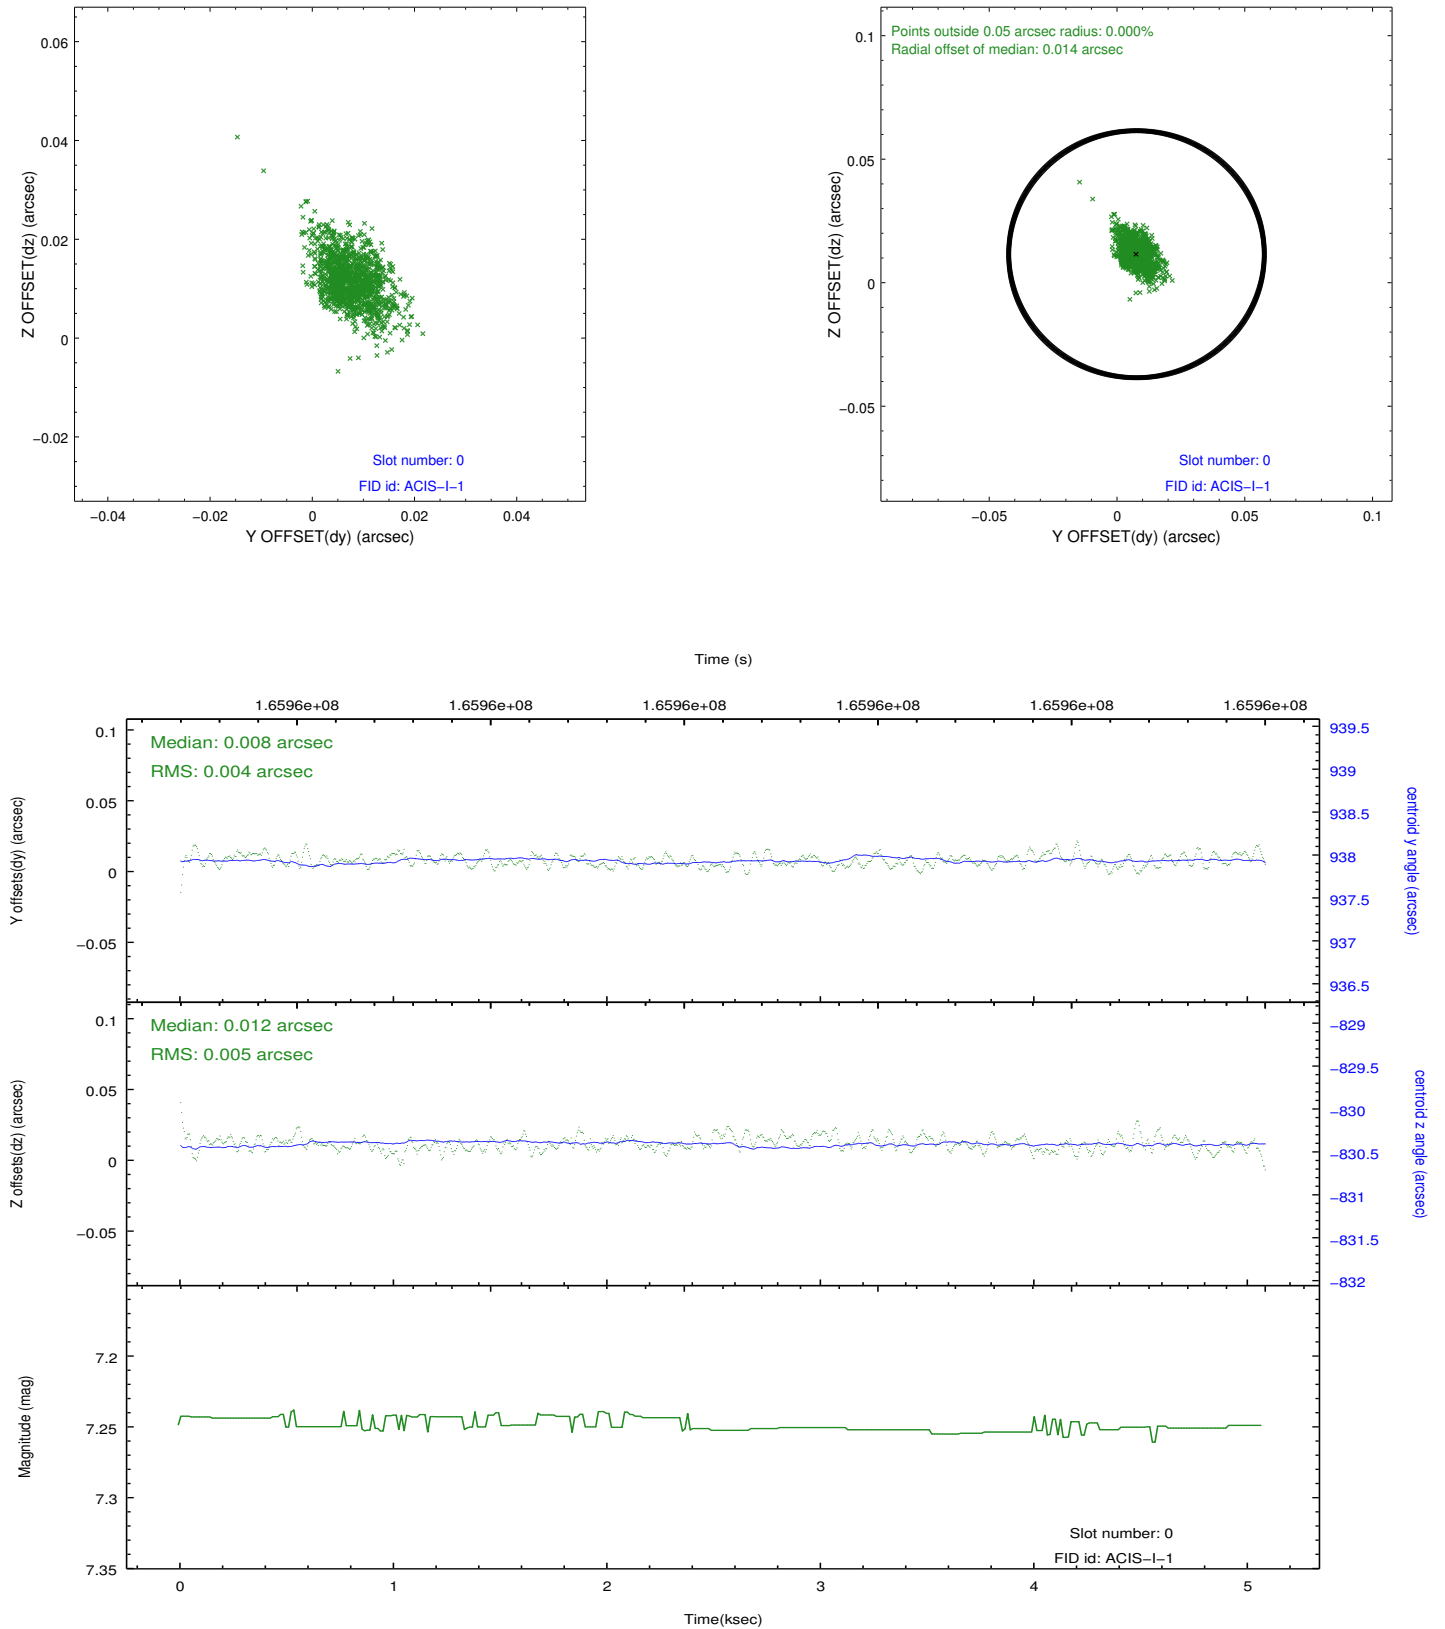 0.06
0.04
0.02
0
−0.02
Z OFFSET(dz) (arcsec)
Slot number: 0
FID id: ACIS−I−1
−0.04
−0.02
0
0.02
0.04
Y OFFSET(dy) (arcsec)
Points outside 0.05 arcsec radius: 0.000%
Radial offset of median: 0.014 arcsec
0.1
0.05
0
−0.05
Z OFFSET(dz) (arcsec)
Slot number: 0
FID id: ACIS−I−1
−0.05
0
0.05
0.1
Y OFFSET(dy) (arcsec)
Time (s)
1.6596e+08
1.6596e+08
1.6596e+08
1.6596e+08
1.6596e+08
1.6596e+08
Median: 0.008 arcsec
RMS: 0.004 arcsec
0.1
0.05
0
−0.05
Y offsets(dy) (arcsec)
939.5
939
938.5
938
937.5
937
936.5
centroid y angle (arcsec)
Median: 0.012 arcsec
RMS: 0.005 arcsec
0.1
0.05
0
−0.05
Z offsets(dz) (arcsec)
−829
−829.5
−830
−830.5
−831
−831.5
−832
centroid z angle (arcsec)
7.2
7.25
7.3
7.35
Magnitude (mag)
Slot number: 0
FID id: ACIS−I−1
0
1
2
3
4
5
Time(ksec)